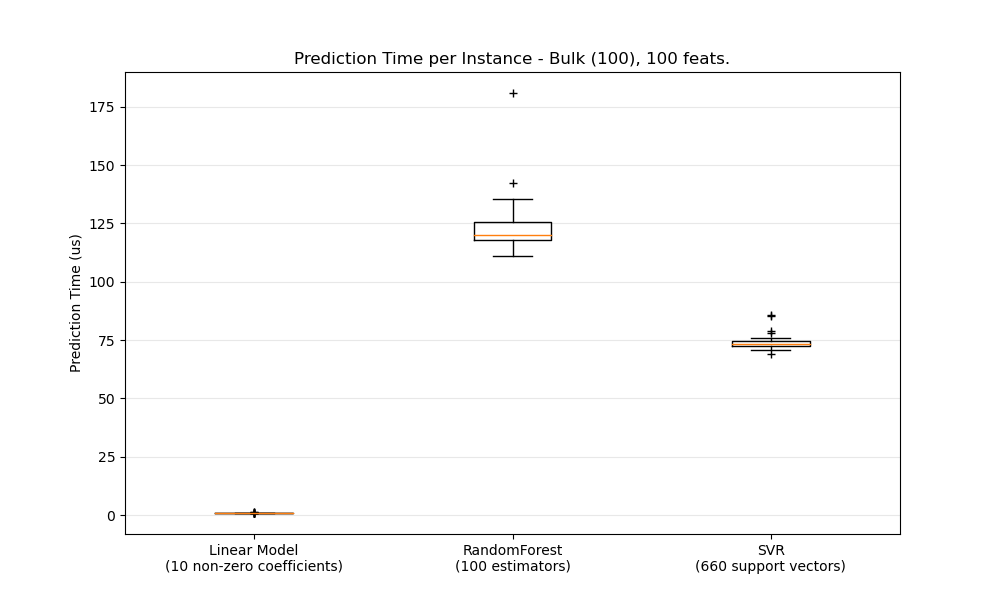 Prediction Time per Instance - Bulk (100), 100 feats.
Prediction Time (us)
175
150
125
100
75
50
25
0
Linear Model
(10 non-zero coefficients)
RandomForest
(100 estimators)
SVR
(660 support vectors)